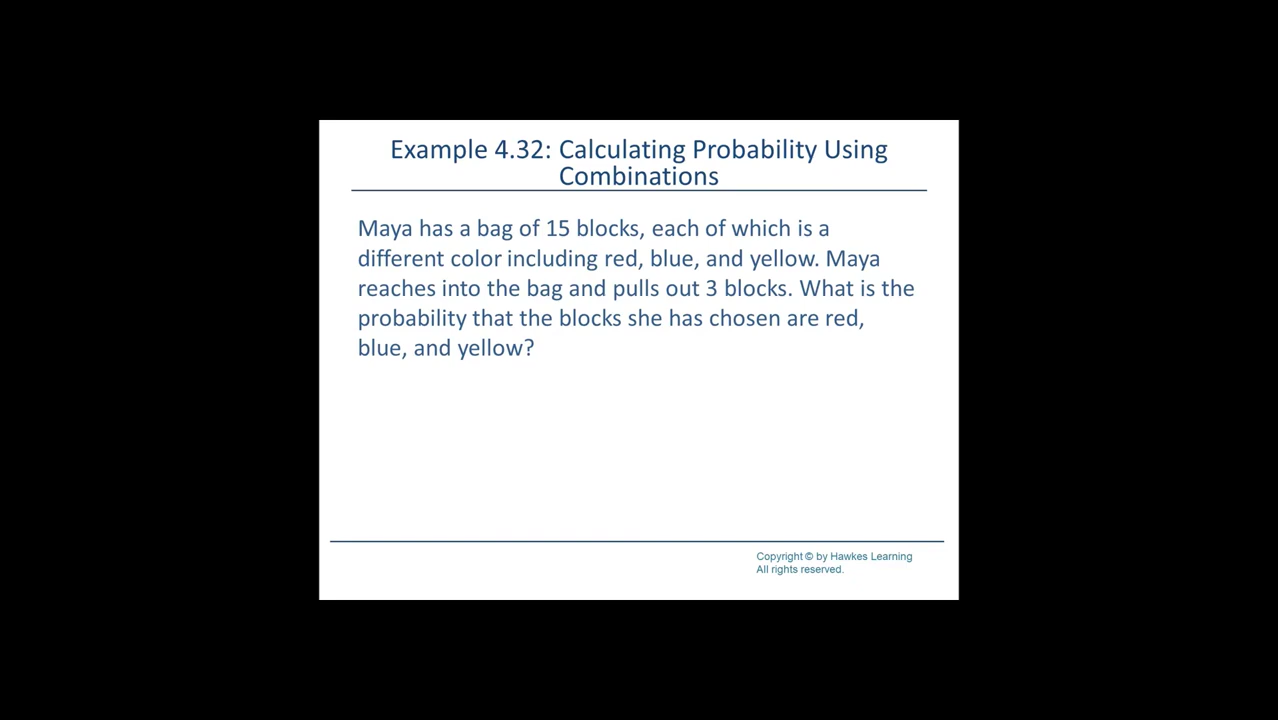 Example 4.32: Calculating Probability Using
Combinations
Maya has a bag of 15 blocks, each of which is a
different color including red, blue, and yellow. Maya
reaches into the bag and pulls out 3 blocks. What is the
probability that the blocks she has chosen are red,
blue, and yellow?
Copyright © by Hawkes Learning
All rights reserved.